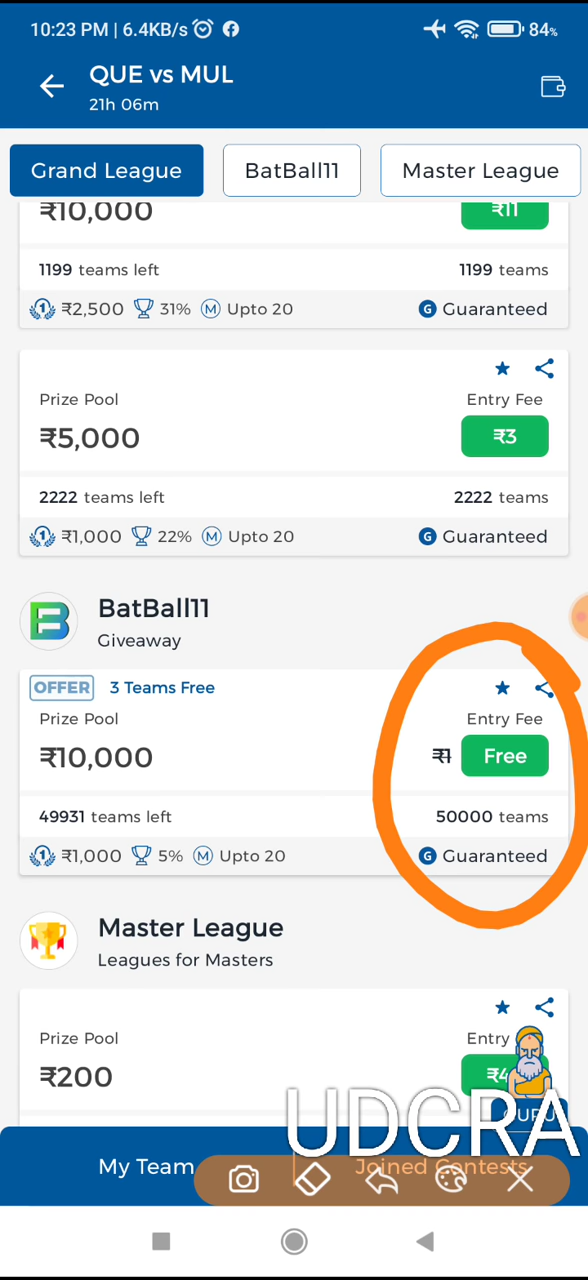 10:23 PM | 6.4KB/s
84%
QUE vs MUL
21h 06m
Grand League
BatBall11
Master League
₹10,000
₹11
1199 teams left
1199 teams
₹2,500
31%
M
Upto 20
G
Guaranteed
Prize Pool
Entry Fee
₹5,000
₹3
2222 teams left
2222 teams
1
₹1,000
22%
M
Upto 20
G
Guaranteed
BatBall11
Giveaway
OFFER
3 Teams Free
Prize Pool
Entry Fee
₹10,000
₹1
Free
49931 teams left
50000 teams
1
₹1,000
5%
M
Upto 20
G
Guaranteed
Master League
Leagues for Masters
Prize Pool
Entry
₹200
₹4
UDCRA
GURU
My Team
Joined Contests